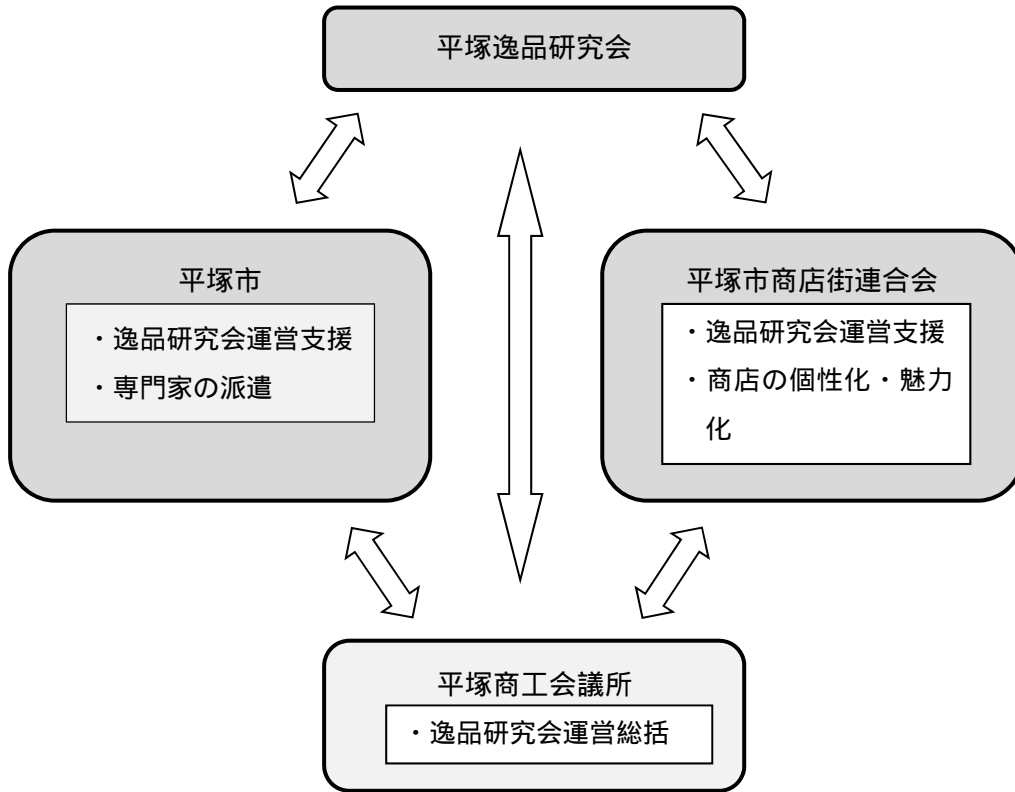 平塚逸品研究会
平塚市
・逸品研究会運営支援
・専門家の派遣
平塚市商店街連合会
・逸品研究会運営支援
・商店の個性化・魅力
化
平塚商工会議所
・逸品研究会運営総括